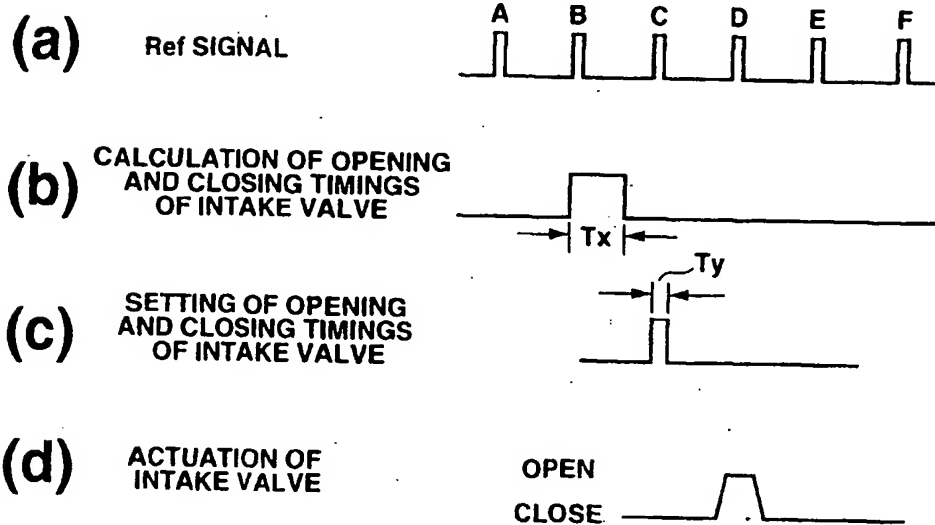 A B C D E F
(a) Ref SIGNAL
(b) CALCULATION OF OPENING
AND CLOSING TIMINGS
OF INTAKE VALVE
Tx
Ty
(c) SETTING OF OPENING
AND CLOSING TIMINGS
OF INTAKE VALVE
(d) ACTUATION OF
INTAKE VALVE
OPEN
CLOSE